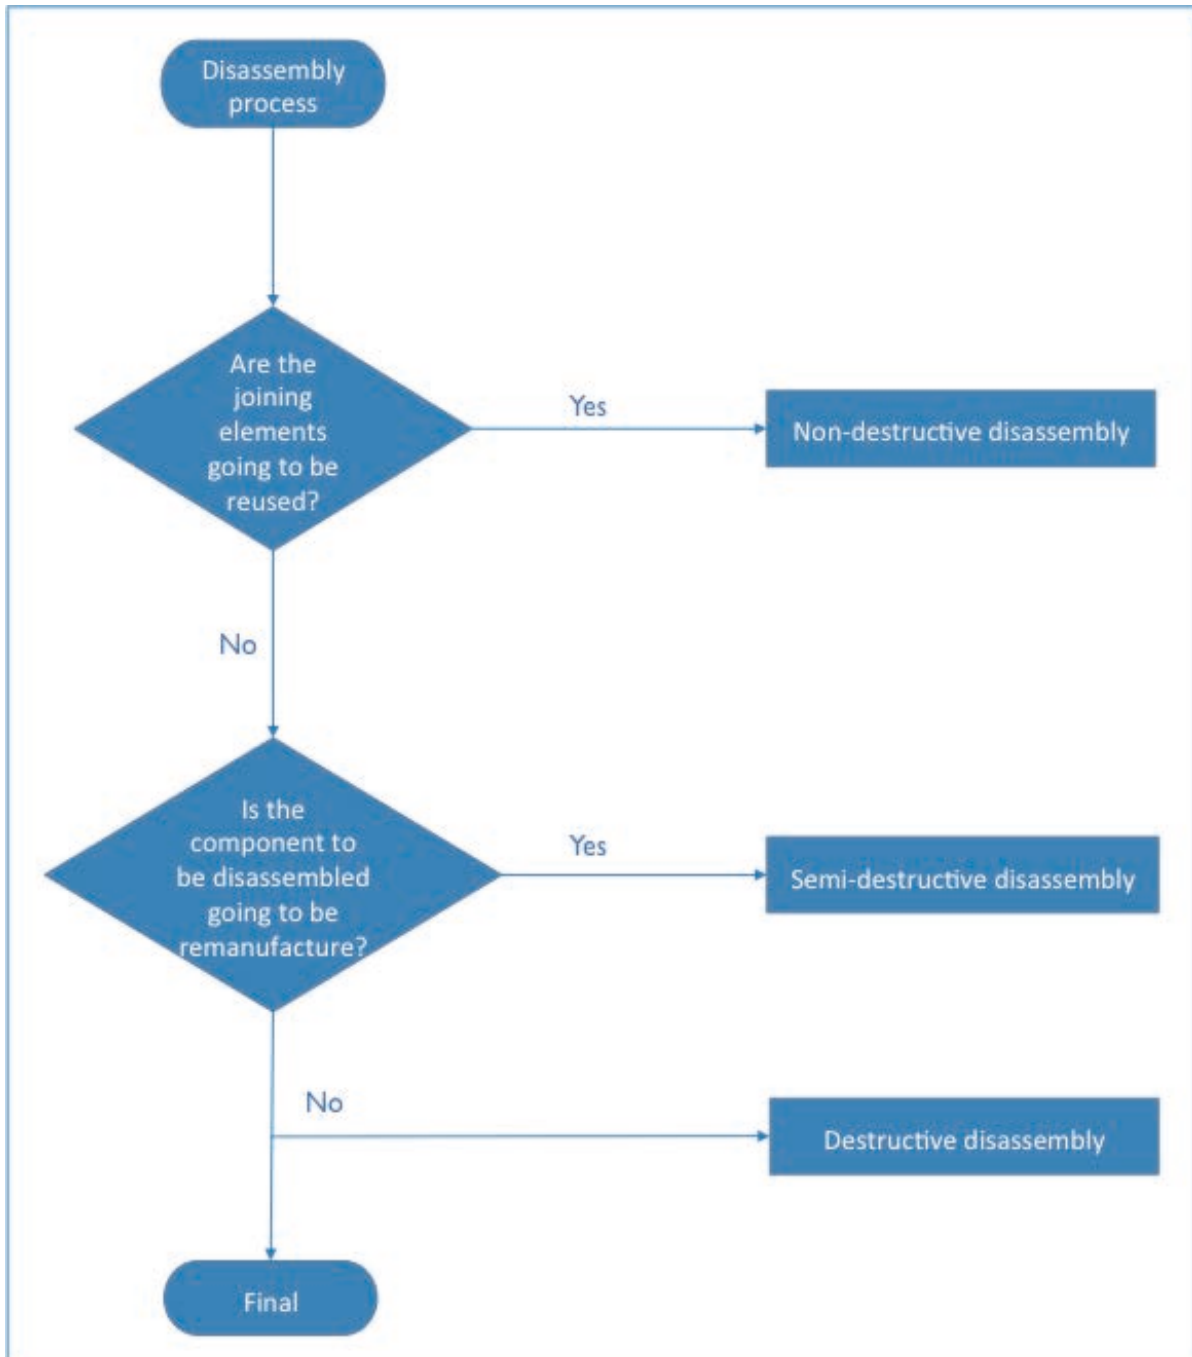 Disassembly
process
Are the
joining
elements
going to be
reused?
Yes
Non-destructive disassembly
No
Is the
component to
be disassembled
going to be
remanufacture?
Yes
Semi-destructive disassembly
No
Destructive disassembly
Final